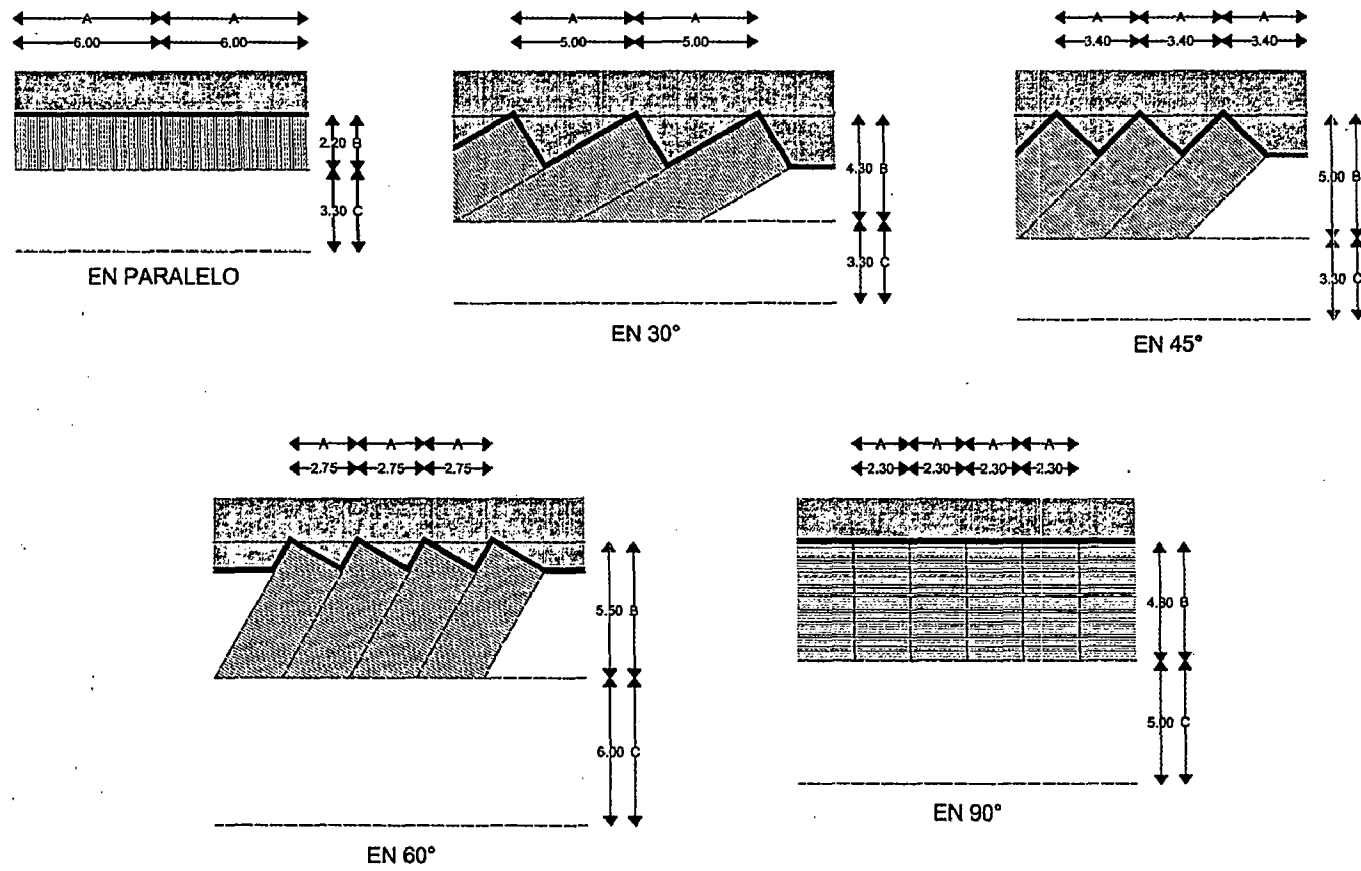 A A
6.00 6.00
2.20 B
3.30 C
EN PARALELO
A A
5.00 5.00
4.30 B
3.30 C
EN 30°
A A A
3.40 3.40 3.40
5.00 B
3.30 C
EN 45°
A A A
2.75 2.75 2.75
5.50 B
6.00 C
EN 60°
A A A A
2.30 2.30 2.30 2.30
4.80 B
5.00 C
EN 90°